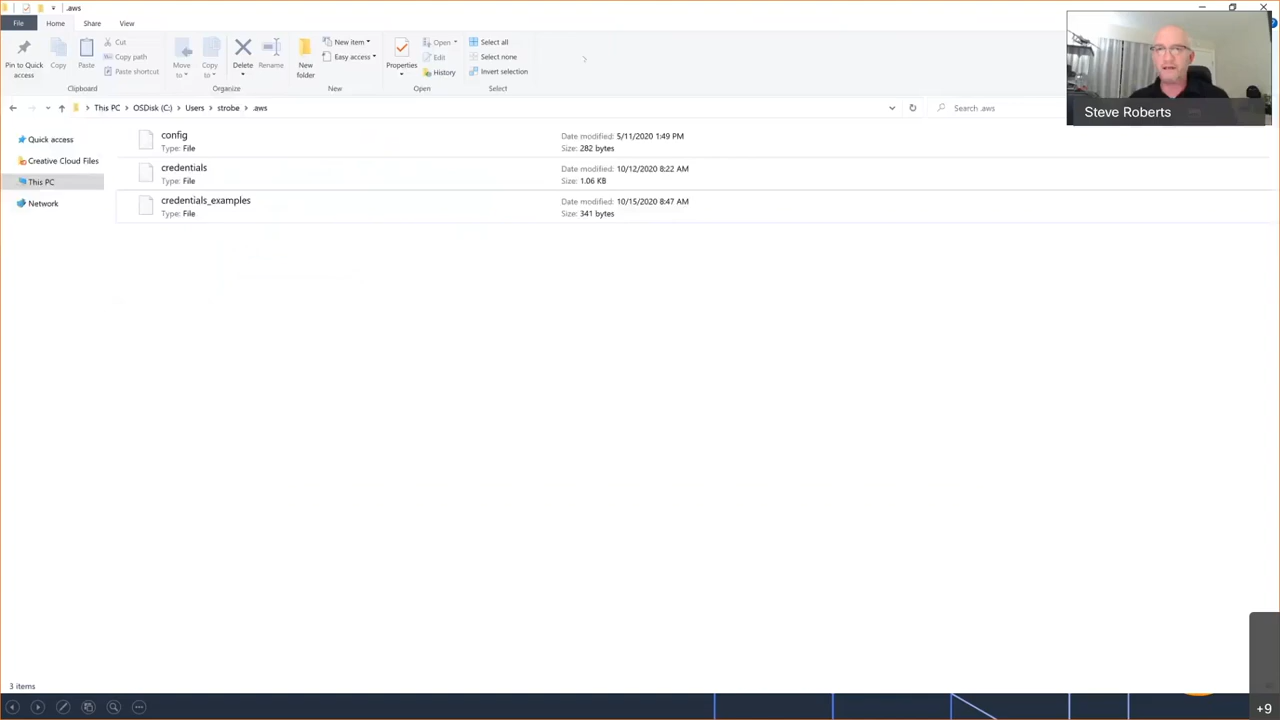 .aws
File Home Share View
Pin to Quick access
Copy
Paste
Cut
Copy path
Paste shortcut
Clipboard
Move to
Copy to
Delete
Rename
Organize
New folder
New item
Easy access
New
Properties
Open
Edit
History
Open
Select all
Select none
Invert selection
Select
This PC > OSDisk (C:) > Users > strobe > .aws
Search .aws
Steve Roberts
Quick access
Creative Cloud Files
This PC
Network
config
Type: File
Date modified: 5/11/2020 1:49 PM
Size: 282 bytes
credentials
Type: File
Date modified: 10/12/2020 8:22 AM
Size: 1.06 KB
credentials_examples
Type: File
Date modified: 10/15/2020 8:47 AM
Size: 341 bytes
3 items
+9